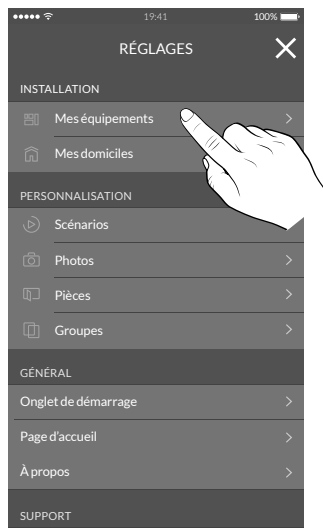 19:41 100%
RÉGLAGES
INSTALLATION
Mes équipements
Mes domiciles
PERSONNALISATION
Scénarios
Photos
Pièces
Groupes
GÉNÉRAL
Onglet de démarrage
Page d'accueil
À propos
SUPPORT